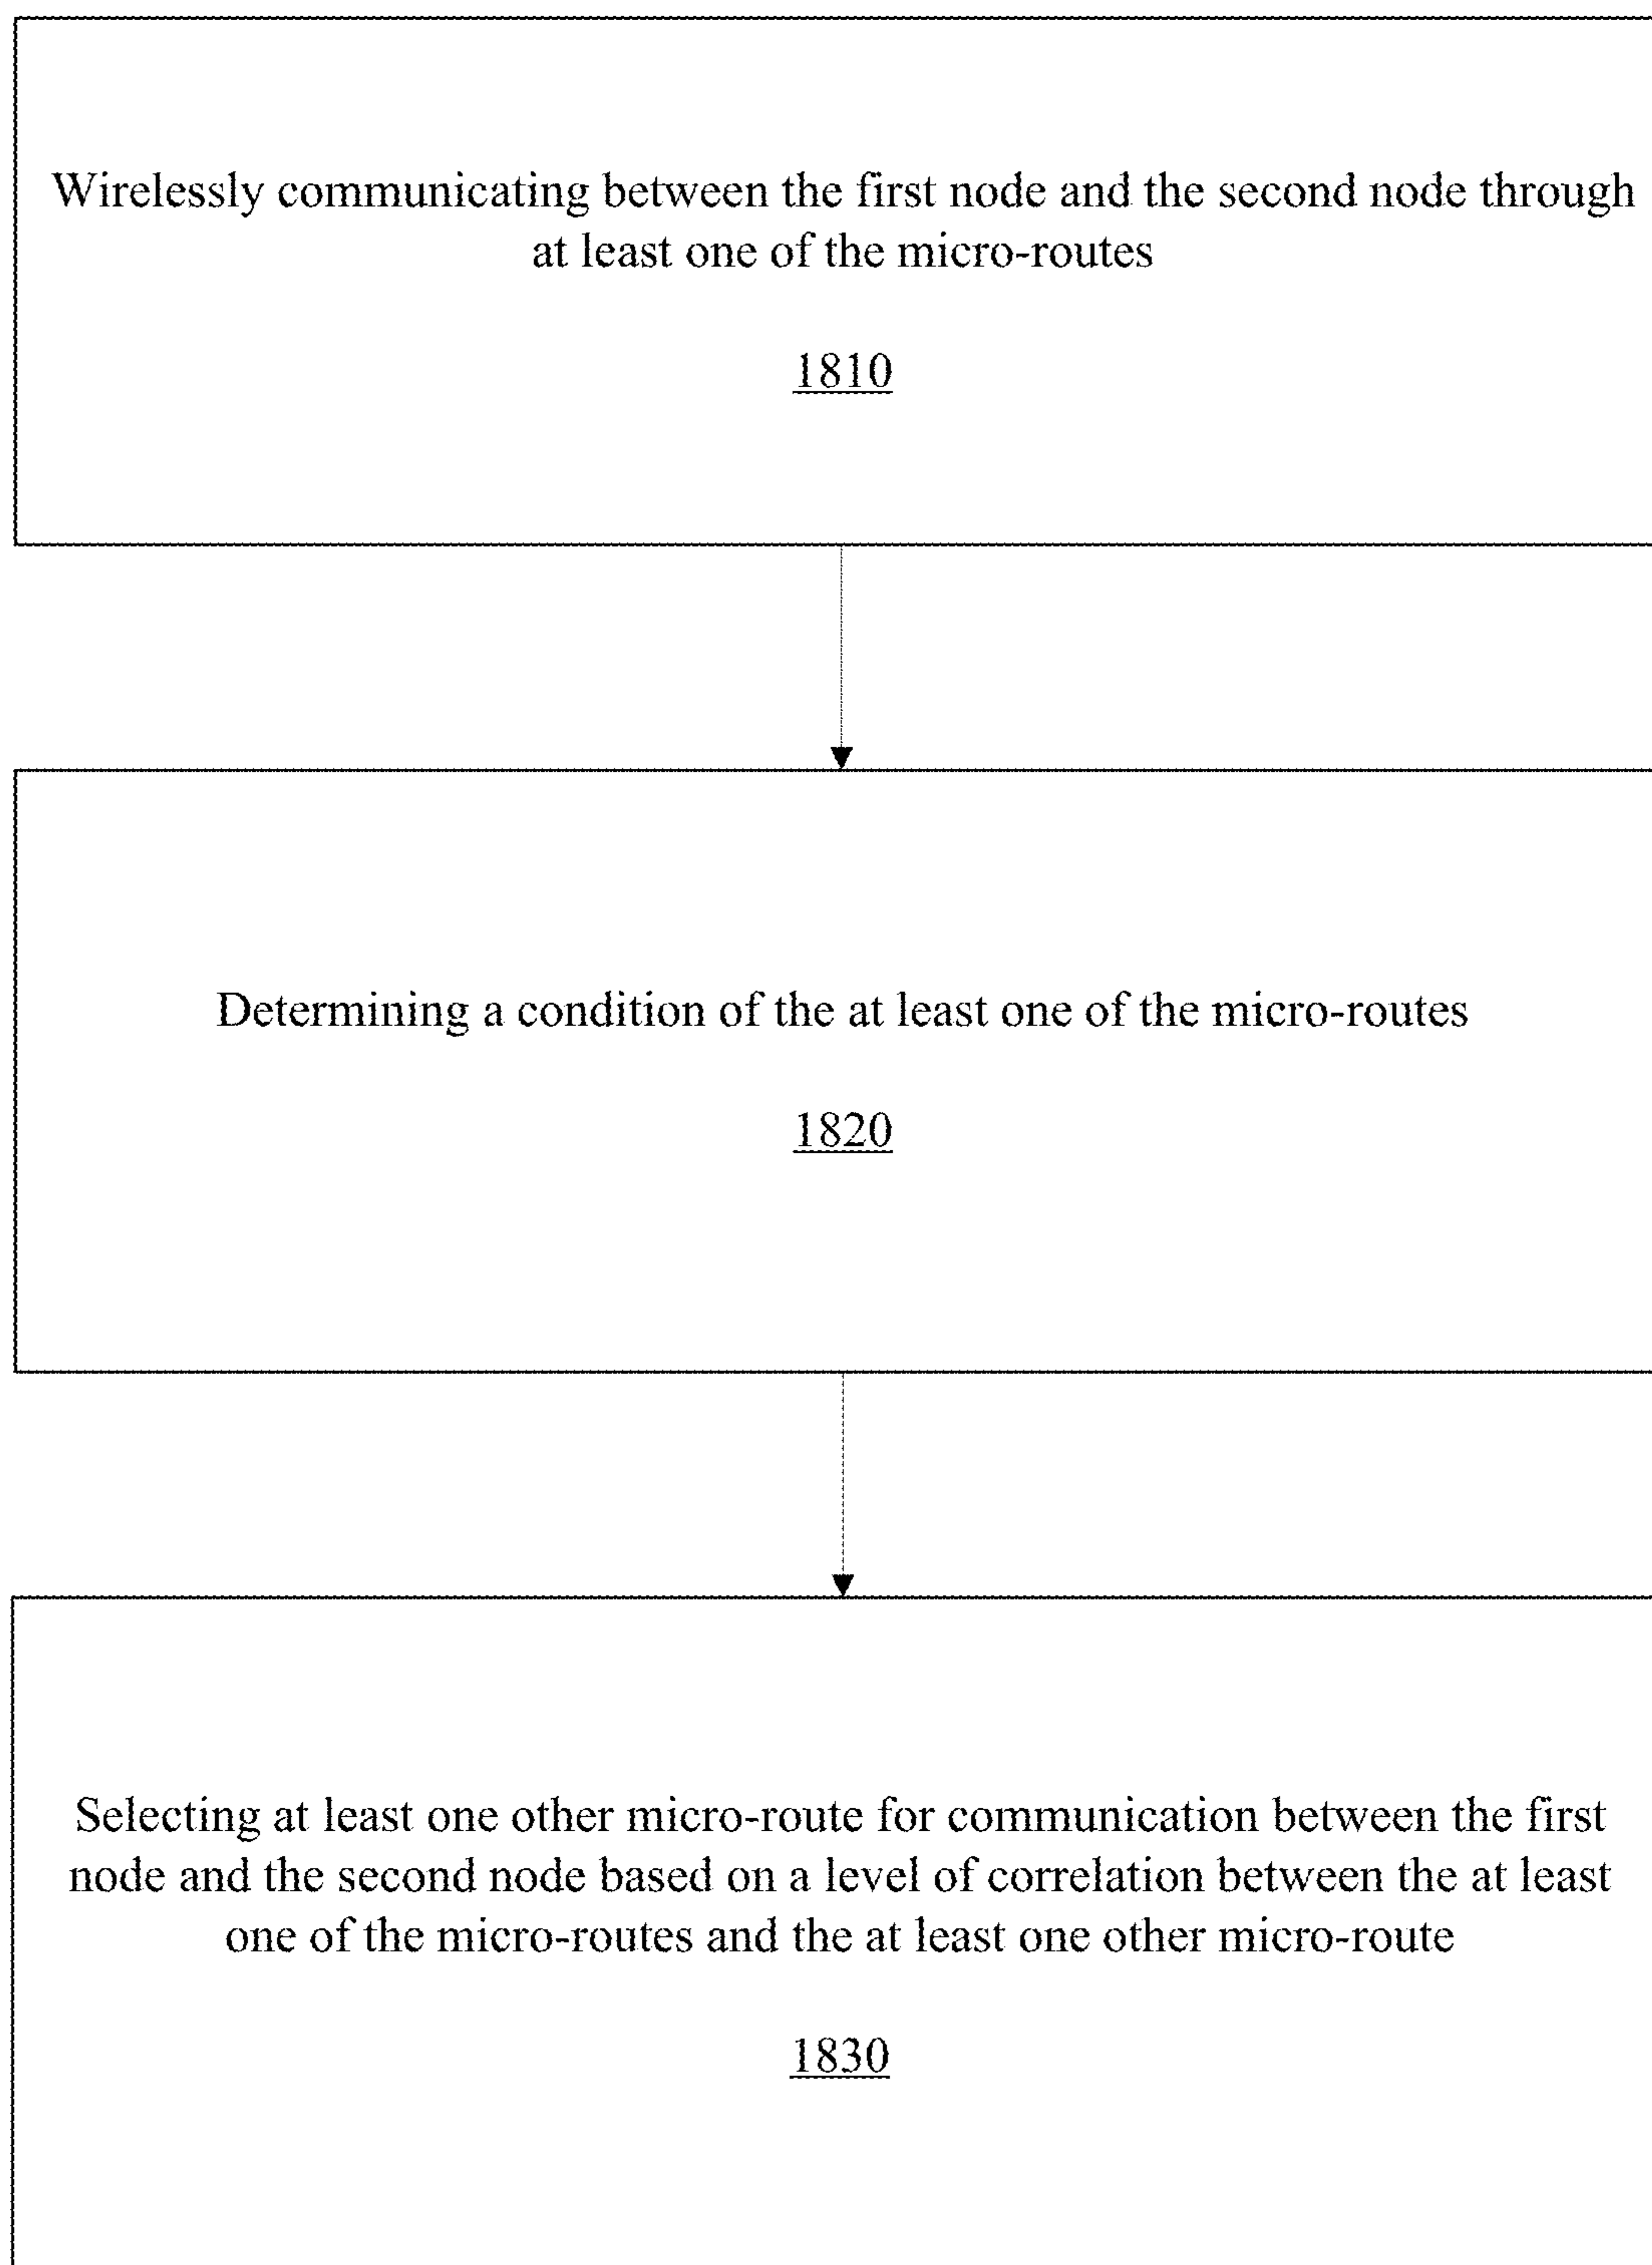 Wirelessly communicating between the first node and the second node through
at least one of the micro-routes
1810
Determining a condition of the at least one of the micro-routes
1820
Selecting at least one other micro-route for communication between the first
node and the second node based on a level of correlation between the at least
one of the micro-routes and the at least one other micro-route
1830